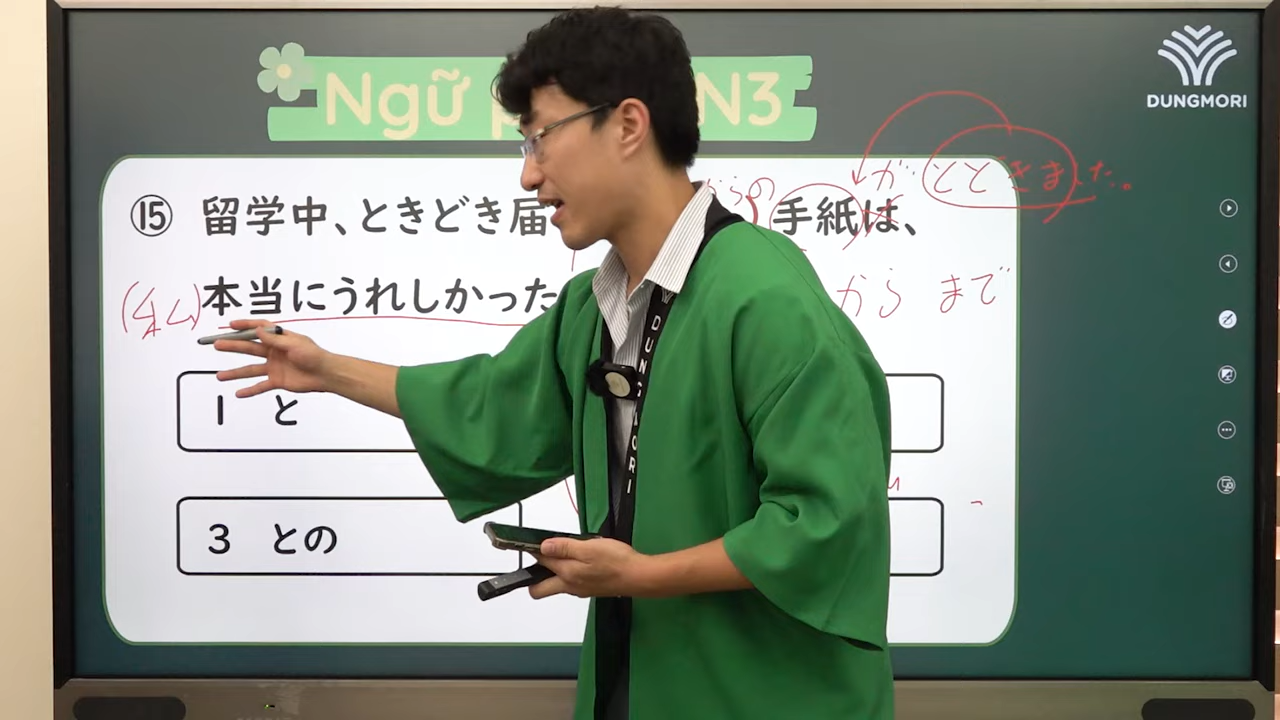 Ngữ N3
DUNGMORI
がとどきました。
⑮ 留学中、ときどき届 らの 手紙は、
(私)本当にうれしかった から まで
1 と
3 との
DUNGMORI